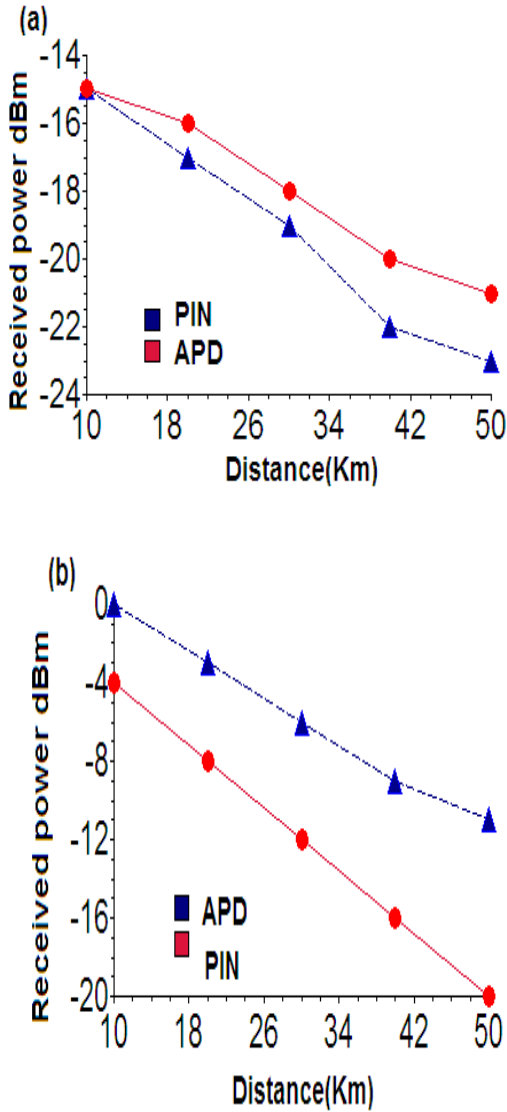 (a)
Received power dBm
-14
-16
-18
-20
-22
-24
PIN
APD
10
18
26
34
42
50
Distance(Km)
(b)
Received power dBm
0
-4
-8
-12
-16
-20
APD
PIN
10
18
26
34
42
50
Distance(Km)